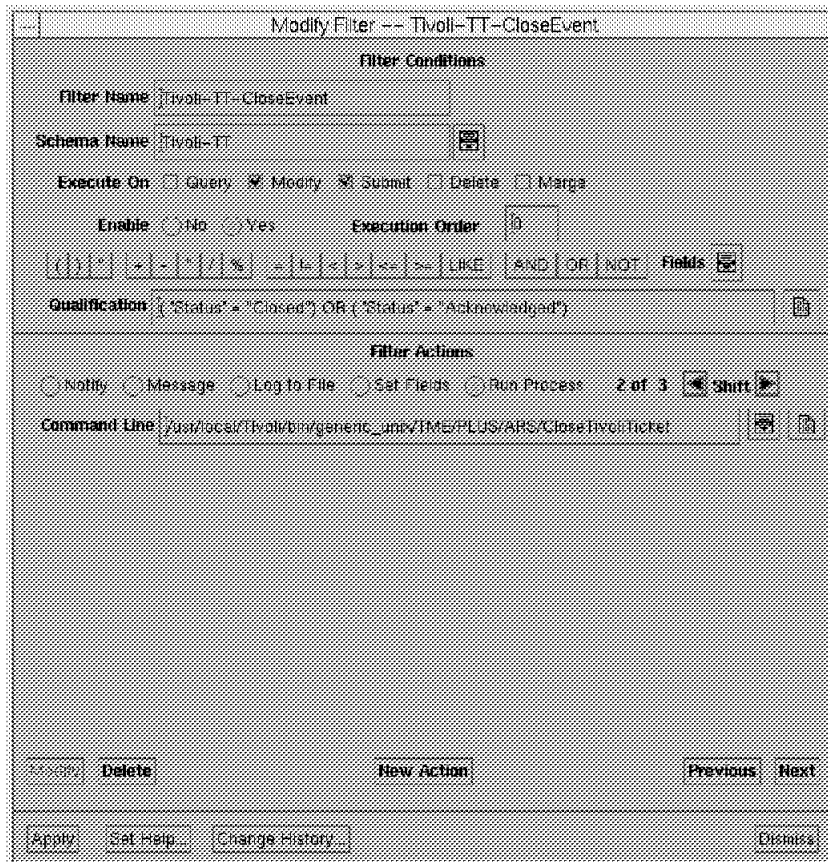 Modify Filter -- Tivoli-TT-CloseEvent
Filter Conditions
Filter Name Tivoli-TT-CloseEvent
Schema Name Tivoli-TT
Execute On Query Modify Submit Delete Merge
Enable No Yes Execution Order 0
( ) " + - * / % = != < > <= >= LIKE AND OR NOT Fields
Qualification ( "Status" = "Closed") OR ( "Status" = "Acknowledged")
Filter Actions
Notify Message Log to File Set Fields Run Process 2 of 3 Shift
Command Line /usr/local/Tivoli/bin/generic_unix/TME/PLUS/ARS/CloseTivoliTicket
Modify Delete New Action Previous Next
Apply Set Help... Change History... Dismiss